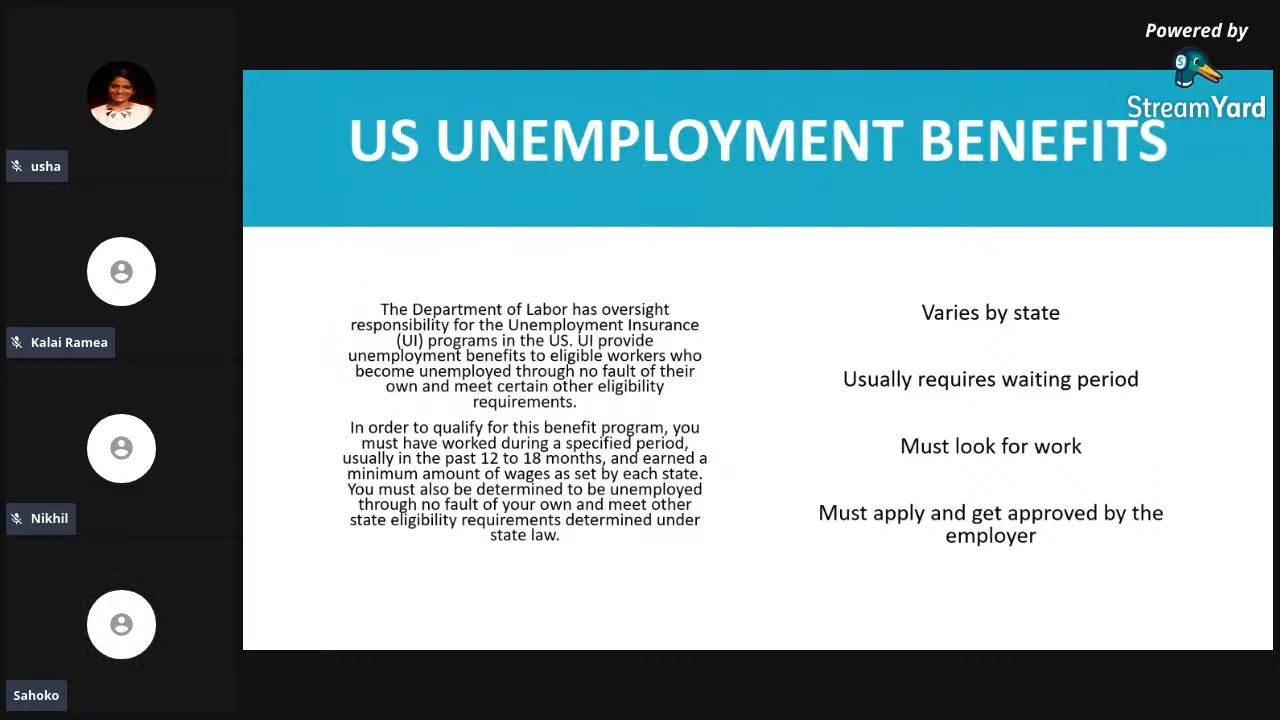 Powered by
StreamYard
US UNEMPLOYMENT BENEFITS
usha
Kalai Ramea
Nikhil
Sahoko
The Department of Labor has oversight
responsibility for the Unemployment Insurance
(UI) programs in the US. UI provide
unemployment benefits to eligible workers who
become unemployed through no fault of their
own and meet certain other eligibility
requirements.
In order to qualify for this benefit program, you
must have worked during a specified period,
usually in the past 12 to 18 months, and earned a
minimum amount of wages as set by each state.
You must also be determined to be unemployed
through no fault of your own and meet other
state eligibility requirements determined under
state law.
Varies by state
Usually requires waiting period
Must look for work
Must apply and get approved by the
employer